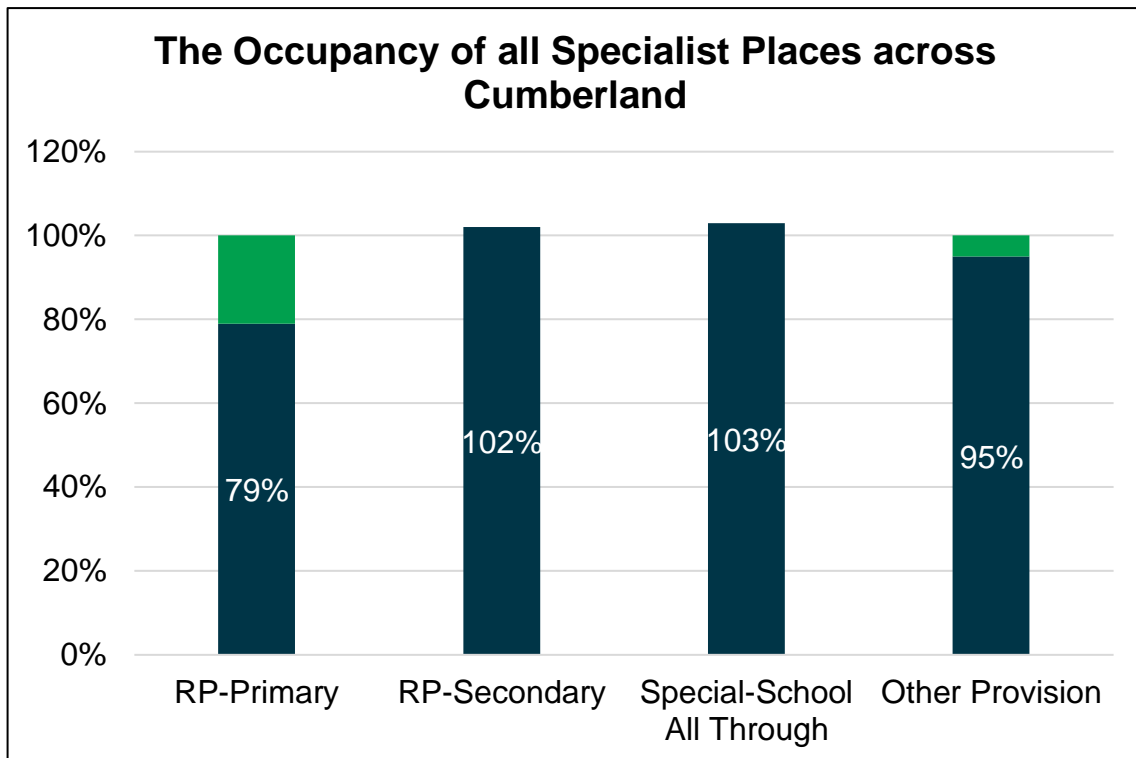 The Occupancy of all Specialist Places across
Cumberland
120%
100%
80%
60%
40%
20%
0%
79%
102%
103%
95%
RP-Primary
RP-Secondary
Special-School
All Through
Other Provision